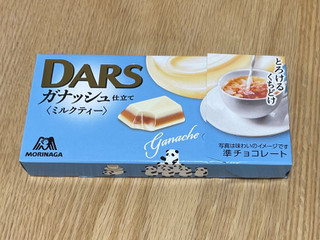 DARS
ガナッシュ仕立て
〈ミルクティー〉
とろける
くちどけ
Ganache
MORINAGA
写真は味わいのイメージです
準チョコレート